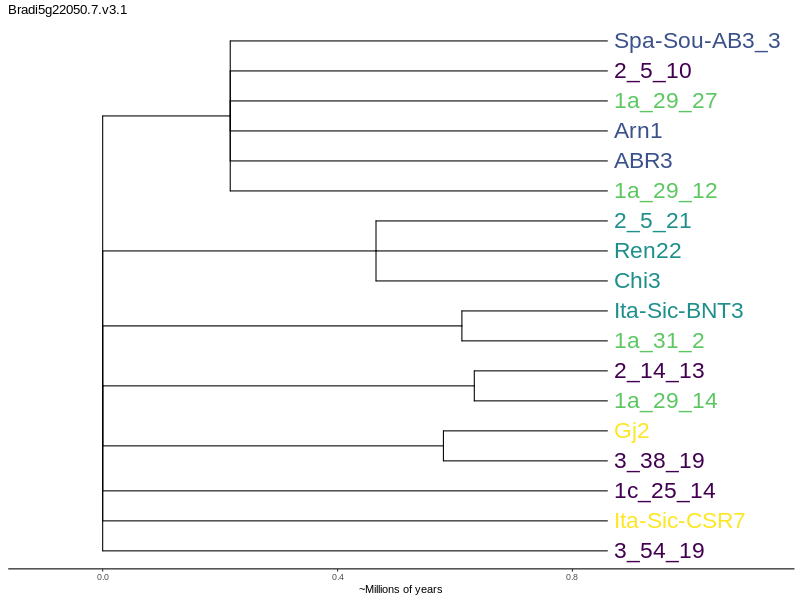 Bradi5g22050.7.v3.1
Spa-Sou-AB3_3
2_5_10
1a_29_27
Arn1
ABR3
1a_29_12
2_5_21
Ren22
Chi3
Ita-Sic-BNT3
1a_31_2
2_14_13
1a_29_14
Gj2
3_38_19
1c_25_14
Ita-Sic-CSR7
3_54_19
0.0 0.4 0.8
~Millions of years